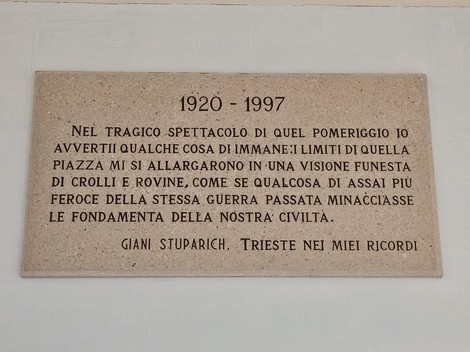 1920 - 1997
NEL TRAGICO SPETTACOLO DI QUEL POMERIGGIO IO
AVVERTII QUALCHE COSA DI IMMANE: I LIMITI DI QUELLA
PIAZZA MI SI ALLARGARONO IN UNA VISIONE FUNESTA
DI CROLLI E ROVINE, COME SE QUALCOSA DI ASSAI PIÙ
FEROCE DELLA STESSA GUERRA PASSATA MINACCIASSE
LE FONDAMENTA DELLA NOSTRA CIVILTÀ.
GIANI STUPARICH, TRIESTE NEI MIEI RICORDI